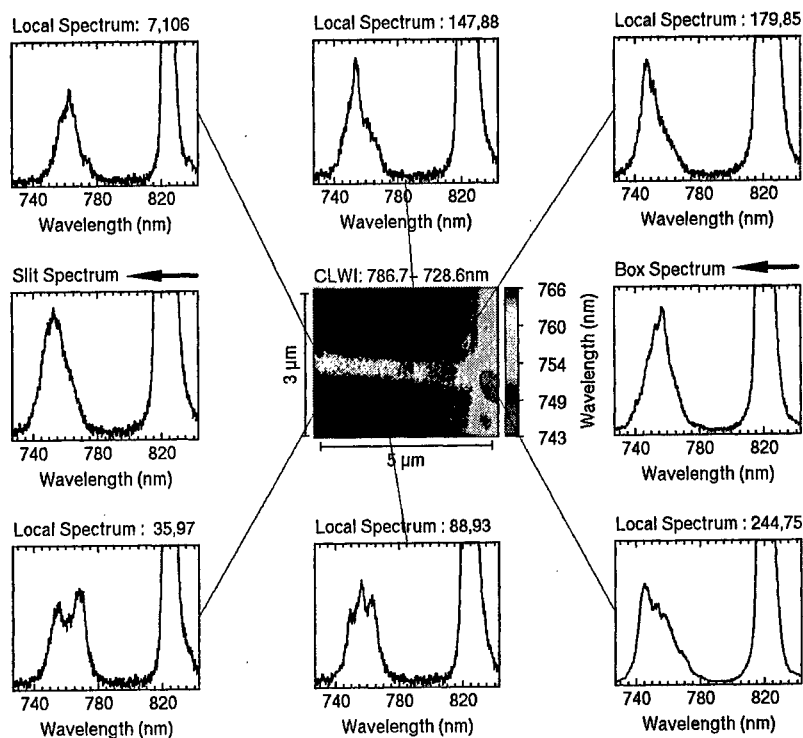 Local Spectrum: 7,106
Local Spectrum : 147,88
Local Spectrum : 179,85
740 780 820
Wavelength (nm)
740 780 820
Wavelength (nm)
740 780 820
Wavelength (nm)
Slit Spectrum
CLWI: 786.7– 728.6nm
Box Spectrum
3 µm
5 µm
766
760
754
749
743
Wavelength (nm)
740 780 820
Wavelength (nm)
740 780 820
Wavelength (nm)
Local Spectrum : 35,97
Local Spectrum : 88,93
Local Spectrum : 244,75
740 780 820
Wavelength (nm)
740 780 820
Wavelength (nm)
740 780 820
Wavelength (nm)